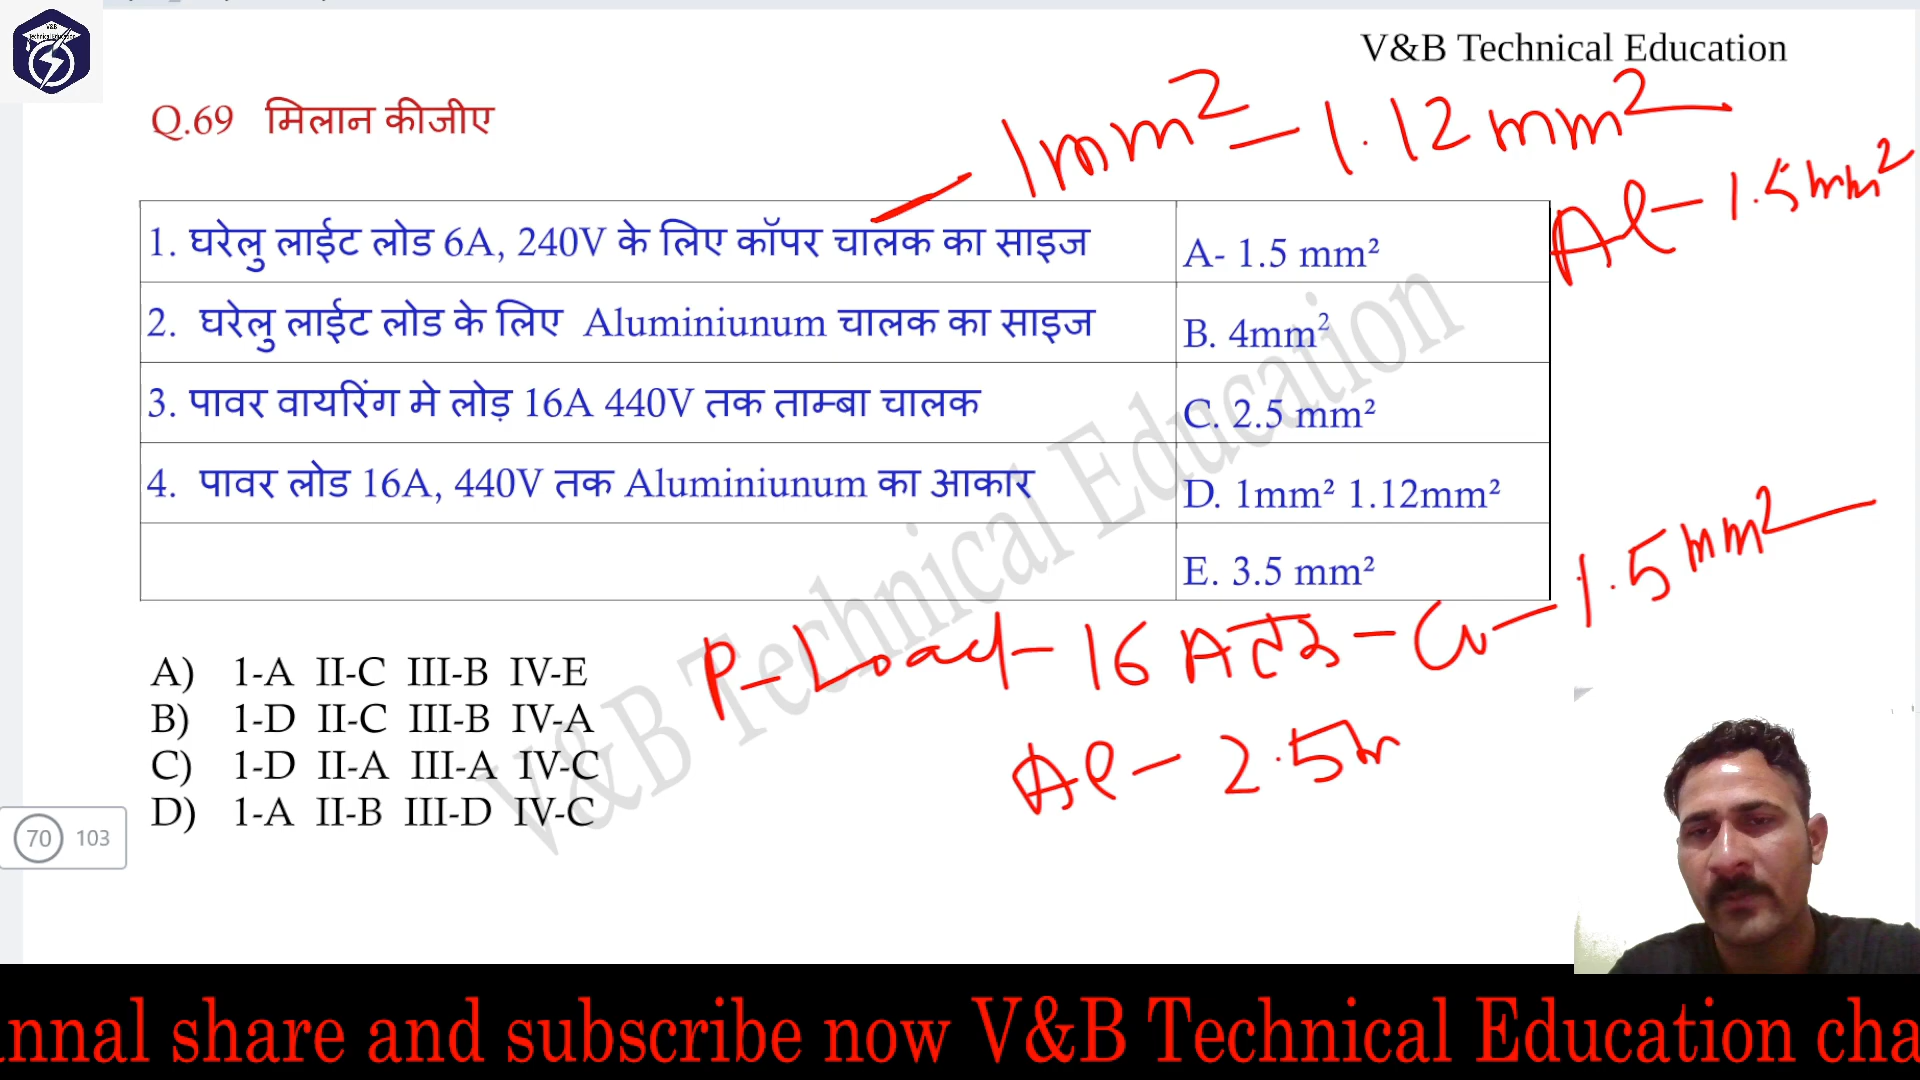 V&B
Technical Education
V&B Technical Education
Q.69 मिलान कीजीए
1mm² - 1.12mm²
Al - 1.5mm²
1. घरेलु लाईट लोड 6A, 240V के लिए कॉपर चालक का साइज
A- 1.5 mm²
2. घरेलु लाईट लोड के लिए Aluminiunum चालक का साइज
B. 4mm²
3. पावर वायरिंग मे लोड़ 16A 440V तक ताम्बा चालक
C. 2.5 mm²
4. पावर लोड 16A, 440V तक Aluminiunum का आकार
D. 1mm² 1.12mm²
E. 3.5 mm²
V&B Technical Education
P-Load-16A - Cu - 1.5mm²
Al - 2.5m
A) 1-A II-C III-B IV-E
B) 1-D II-C III-B IV-A
C) 1-D II-A III-A IV-C
D) 1-A II-B III-D IV-C
70 103
nnal share and subscribe now V&B Technical Education cha